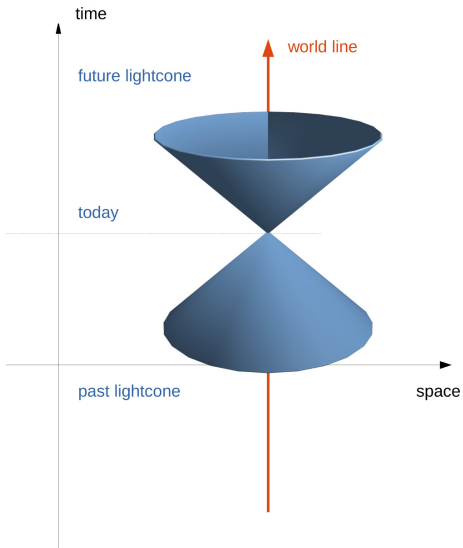 time
world line
future lightcone
today
past lightcone
space